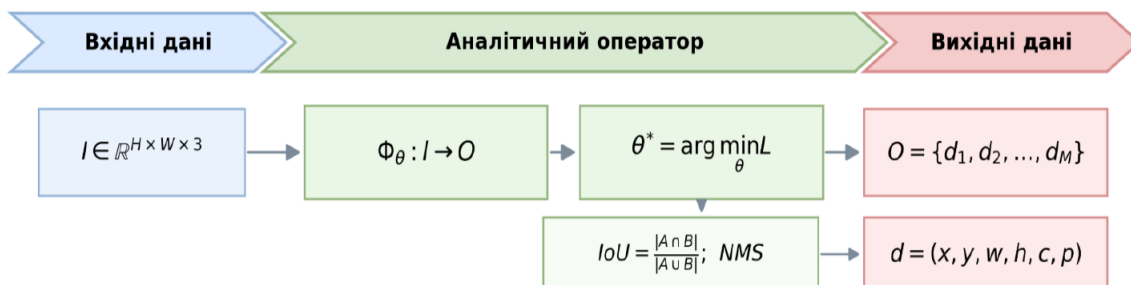 Вхідні дані
Аналітичний оператор
Вихідні дані
I ∈ ℝ^{H × W × 3}
Φ_θ : I → O
θ* = arg min_θ L
O = {d_1, d_2, ..., d_M}
IoU = |A ∩ B| / |A ∪ B| ; NMS
d = (x, y, w, h, c, p)